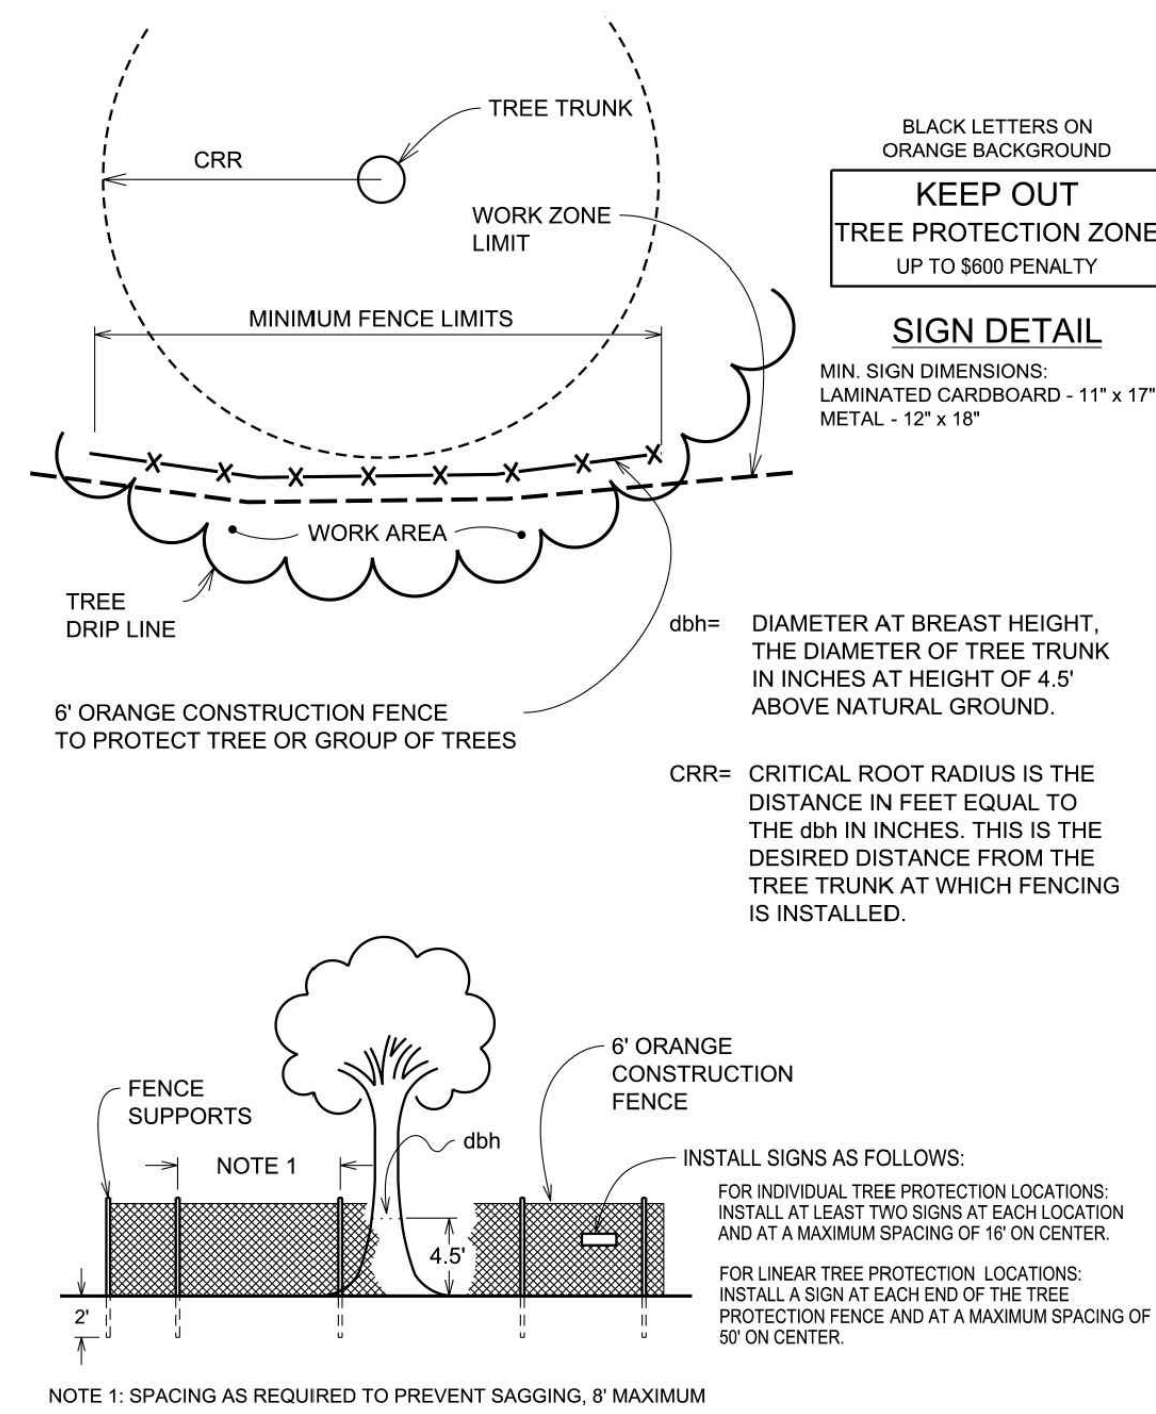 TREE TRUNK
CRR
WORK ZONE
LIMIT
MINIMUM FENCE LIMITS
BLACK LETTERS ON
ORANGE BACKGROUND
KEEP OUT
TREE PROTECTION ZONE
UP TO $600 PENALTY
SIGN DETAIL
MIN. SIGN DIMENSIONS:
LAMINATED CARDBOARD - 11" x 17"
METAL - 12" x 18"
WORK AREA
TREE
DRIP LINE
6' ORANGE CONSTRUCTION FENCE
TO PROTECT TREE OR GROUP OF TREES
dbh= DIAMETER AT BREAST HEIGHT,
THE DIAMETER OF TREE TRUNK
IN INCHES AT HEIGHT OF 4.5'
ABOVE NATURAL GROUND.
CRR= CRITICAL ROOT RADIUS IS THE
DISTANCE IN FEET EQUAL TO
THE dbh IN INCHES. THIS IS THE
DESIRED DISTANCE FROM THE
TREE TRUNK AT WHICH FENCING
IS INSTALLED.
FENCE
SUPPORTS
NOTE 1
dbh
4.5'
2'
6' ORANGE
CONSTRUCTION
FENCE
INSTALL SIGNS AS FOLLOWS:
FOR INDIVIDUAL TREE PROTECTION LOCATIONS:
INSTALL AT LEAST TWO SIGNS AT EACH LOCATION
AND AT A MAXIMUM SPACING OF 16' ON CENTER.
FOR LINEAR TREE PROTECTION LOCATIONS:
INSTALL A SIGN AT EACH END OF THE TREE
PROTECTION FENCE AND AT A MAXIMUM SPACING OF
50' ON CENTER.
NOTE 1: SPACING AS REQUIRED TO PREVENT SAGGING, 8' MAXIMUM